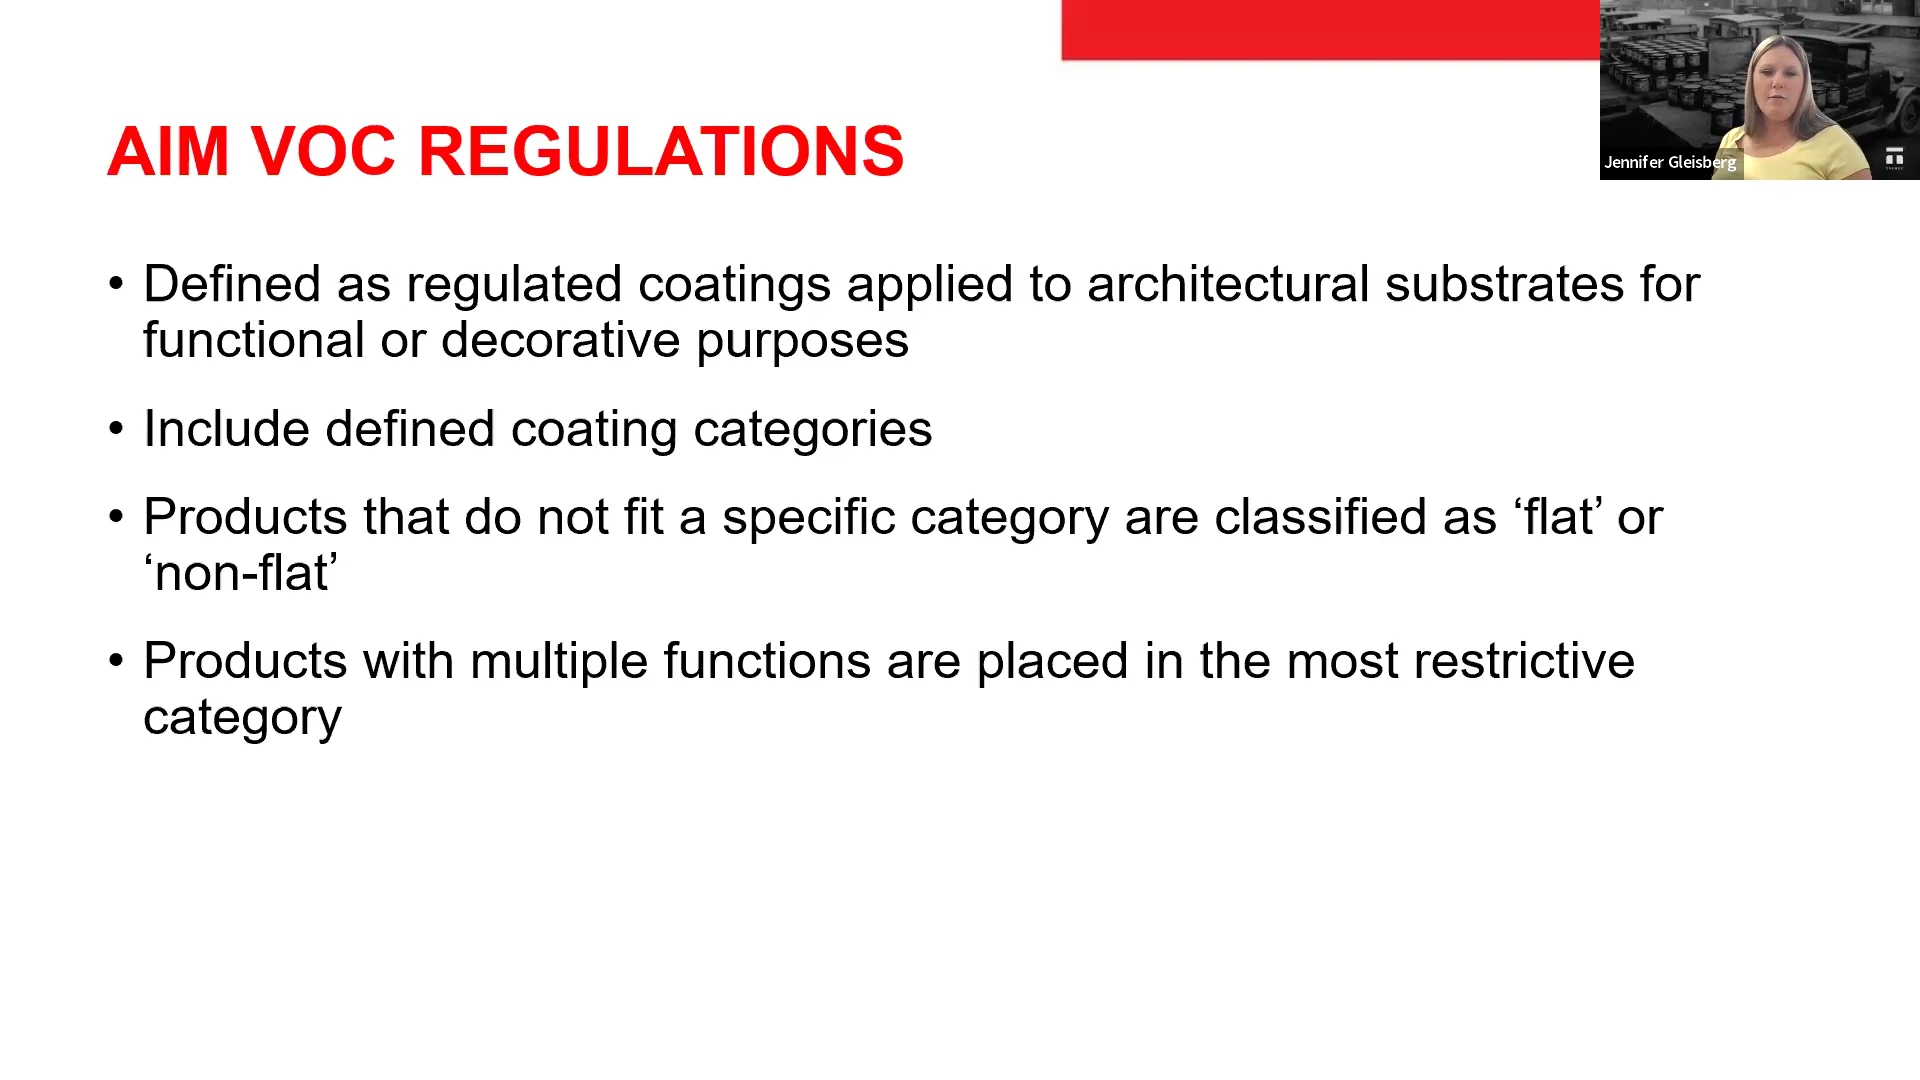 AIM VOC REGULATIONS
• Defined as regulated coatings applied to architectural substrates for
functional or decorative purposes
• Include defined coating categories
• Products that do not fit a specific category are classified as ‘flat’ or
‘non-flat’
• Products with multiple functions are placed in the most restrictive
category
Jennifer Gleisberg